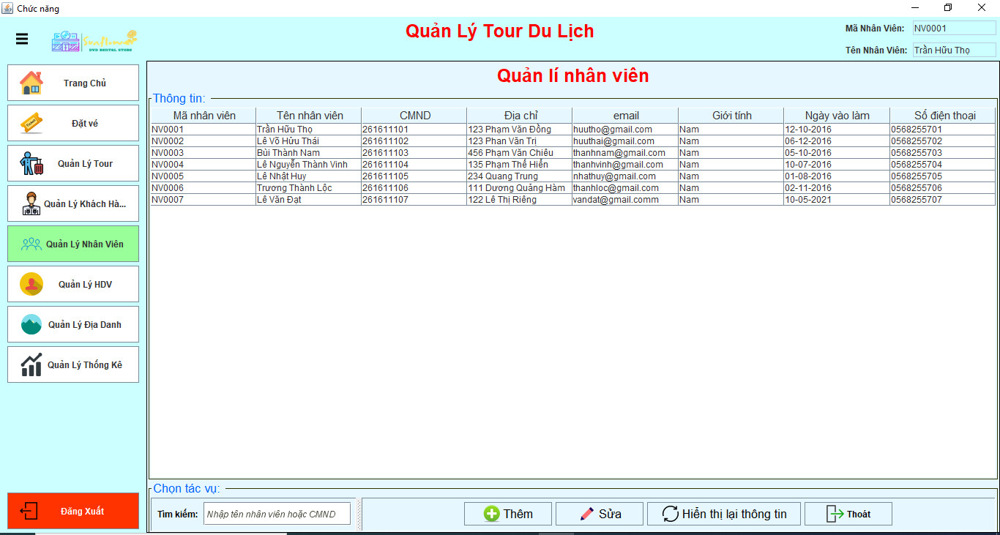 Chức năng
Sunflower
DVD RENTAL STORE
Quản Lý Tour Du Lịch
Mã Nhân Viên: NV0001
Tên Nhân Viên: Trần Hữu Thọ
Trang Chủ
Đặt vé
Ticket
Quản Lý Tour
Quản Lý Khách Hà...
Quản Lý Nhân Viên
Quản Lý HDV
Quản Lý Địa Danh
Quản Lý Thống Kê
Đăng Xuất
Quản lí nhân viên
Thông tin:
Mã nhân viên Tên nhân viên CMND Địa chỉ email Giới tính Ngày vào làm Số điện thoại
NV0001 Trần Hữu Thọ 261611101 123 Phạm Văn Đồng huutho@gmail.com Nam 12-10-2016 0568255701
NV0002 Lê Võ Hữu Thái 261611102 123 Phan Văn Trị huuthai@gmail.com Nam 06-12-2016 0568255702
NV0003 Bùi Thành Nam 261611103 456 Phạm Văn Chiêu thanhnam@gmail.com Nam 05-10-2016 0568255703
NV0004 Lê Nguyễn Thành Vinh 261611104 135 Phạm Thế Hiển thanhvinh@gmail.com Nam 10-07-2016 0568255704
NV0005 Lê Nhật Huy 261611105 234 Quang Trung nhathuy@gmail.com Nam 01-08-2016 0568255705
NV0006 Trương Thành Lộc 261611106 111 Dương Quảng Hàm thanhloc@gmail.com Nam 02-11-2016 0568255706
NV0007 Lê Văn Đạt 261611107 122 Lê Thị Riêng vandat@gmail.comm Nam 10-05-2021 0568255707
Chọn tác vụ:
Tìm kiếm: Nhập tên nhân viên hoặc CMND
Thêm
Sửa
Hiển thị lại thông tin
Thoát